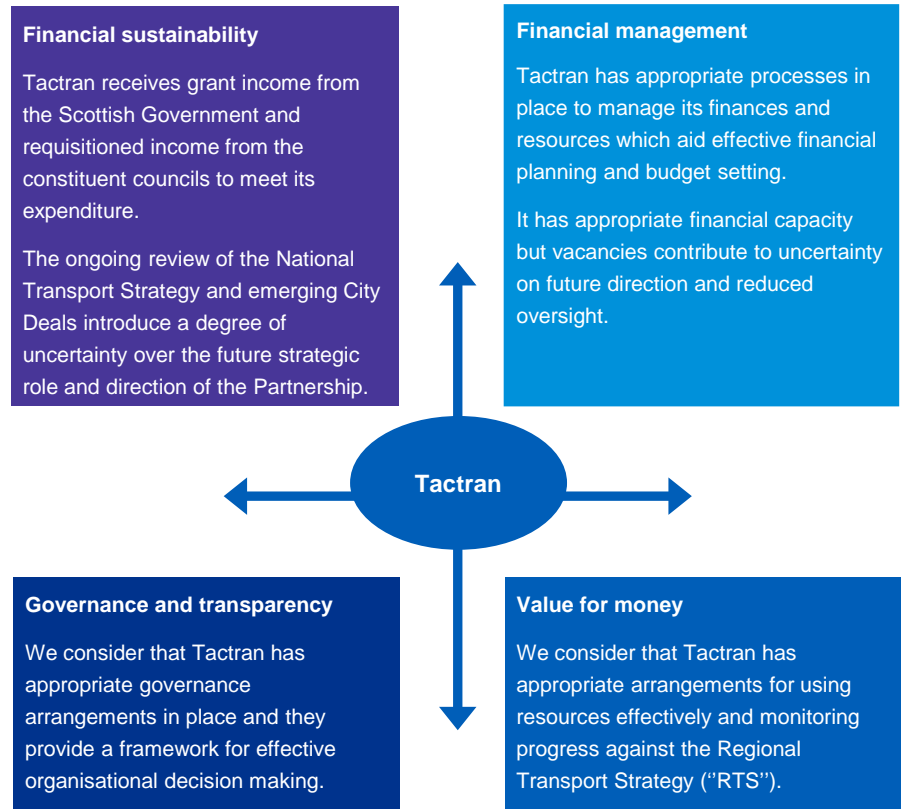 Financial sustainability
Tactran receives grant income from
the Scottish Government and
requisitioned income from the
constituent councils to meet its
expenditure.
The ongoing review of the National
Transport Strategy and emerging City
Deals introduce a degree of
uncertainty over the future strategic
role and direction of the Partnership.
Financial management
Tactran has appropriate processes in
place to manage its finances and
resources which aid effective financial
planning and budget setting.
It has appropriate financial capacity
but vacancies contribute to uncertainty
on future direction and reduced
oversight.
Tactran
Governance and transparency
We consider that Tactran has
appropriate governance
arrangements in place and they
provide a framework for effective
organisational decision making.
Value for money
We consider that Tactran has
appropriate arrangements for using
resources effectively and monitoring
progress against the Regional
Transport Strategy (‘’RTS’’).